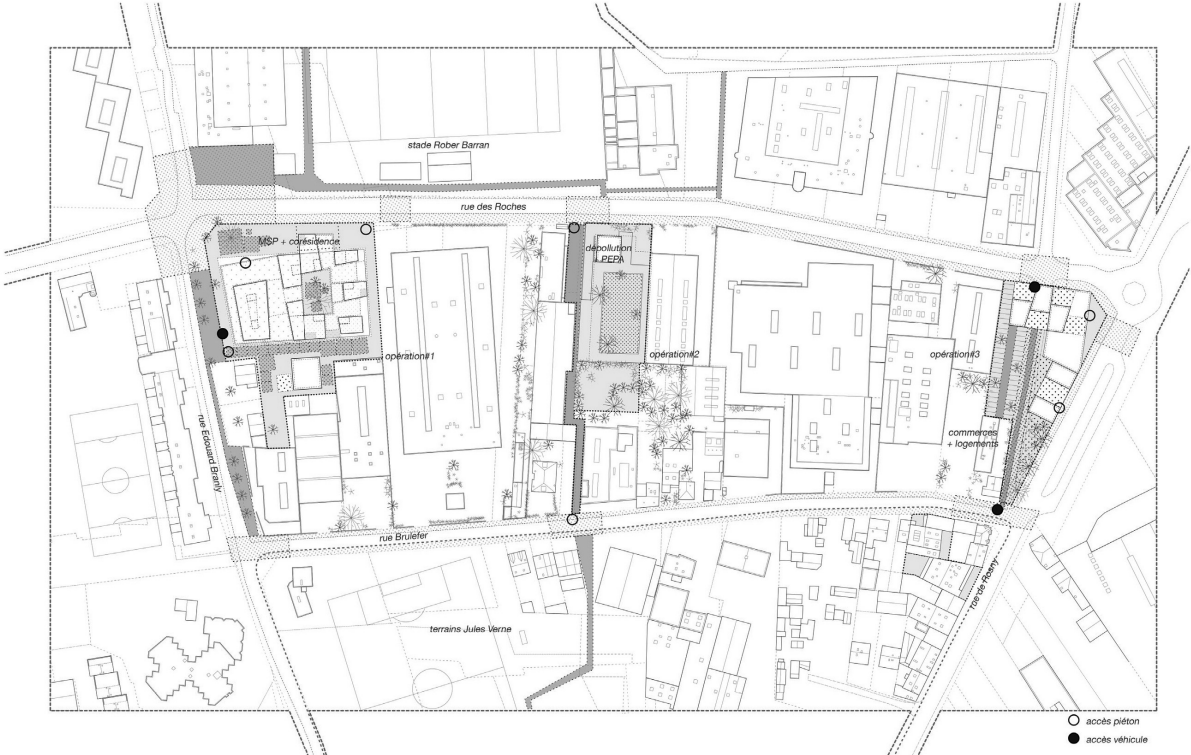 stade Rober Barran
rue des Roches
MSP + corésidence
dépollution
+ PEPA
opération#1
opération#2
opération#3
commerces
+ logements
rue Edouard Branly
rue Brulefer
rue de Rosny
terrains Jules Verne
accès piéton
accès véhicule